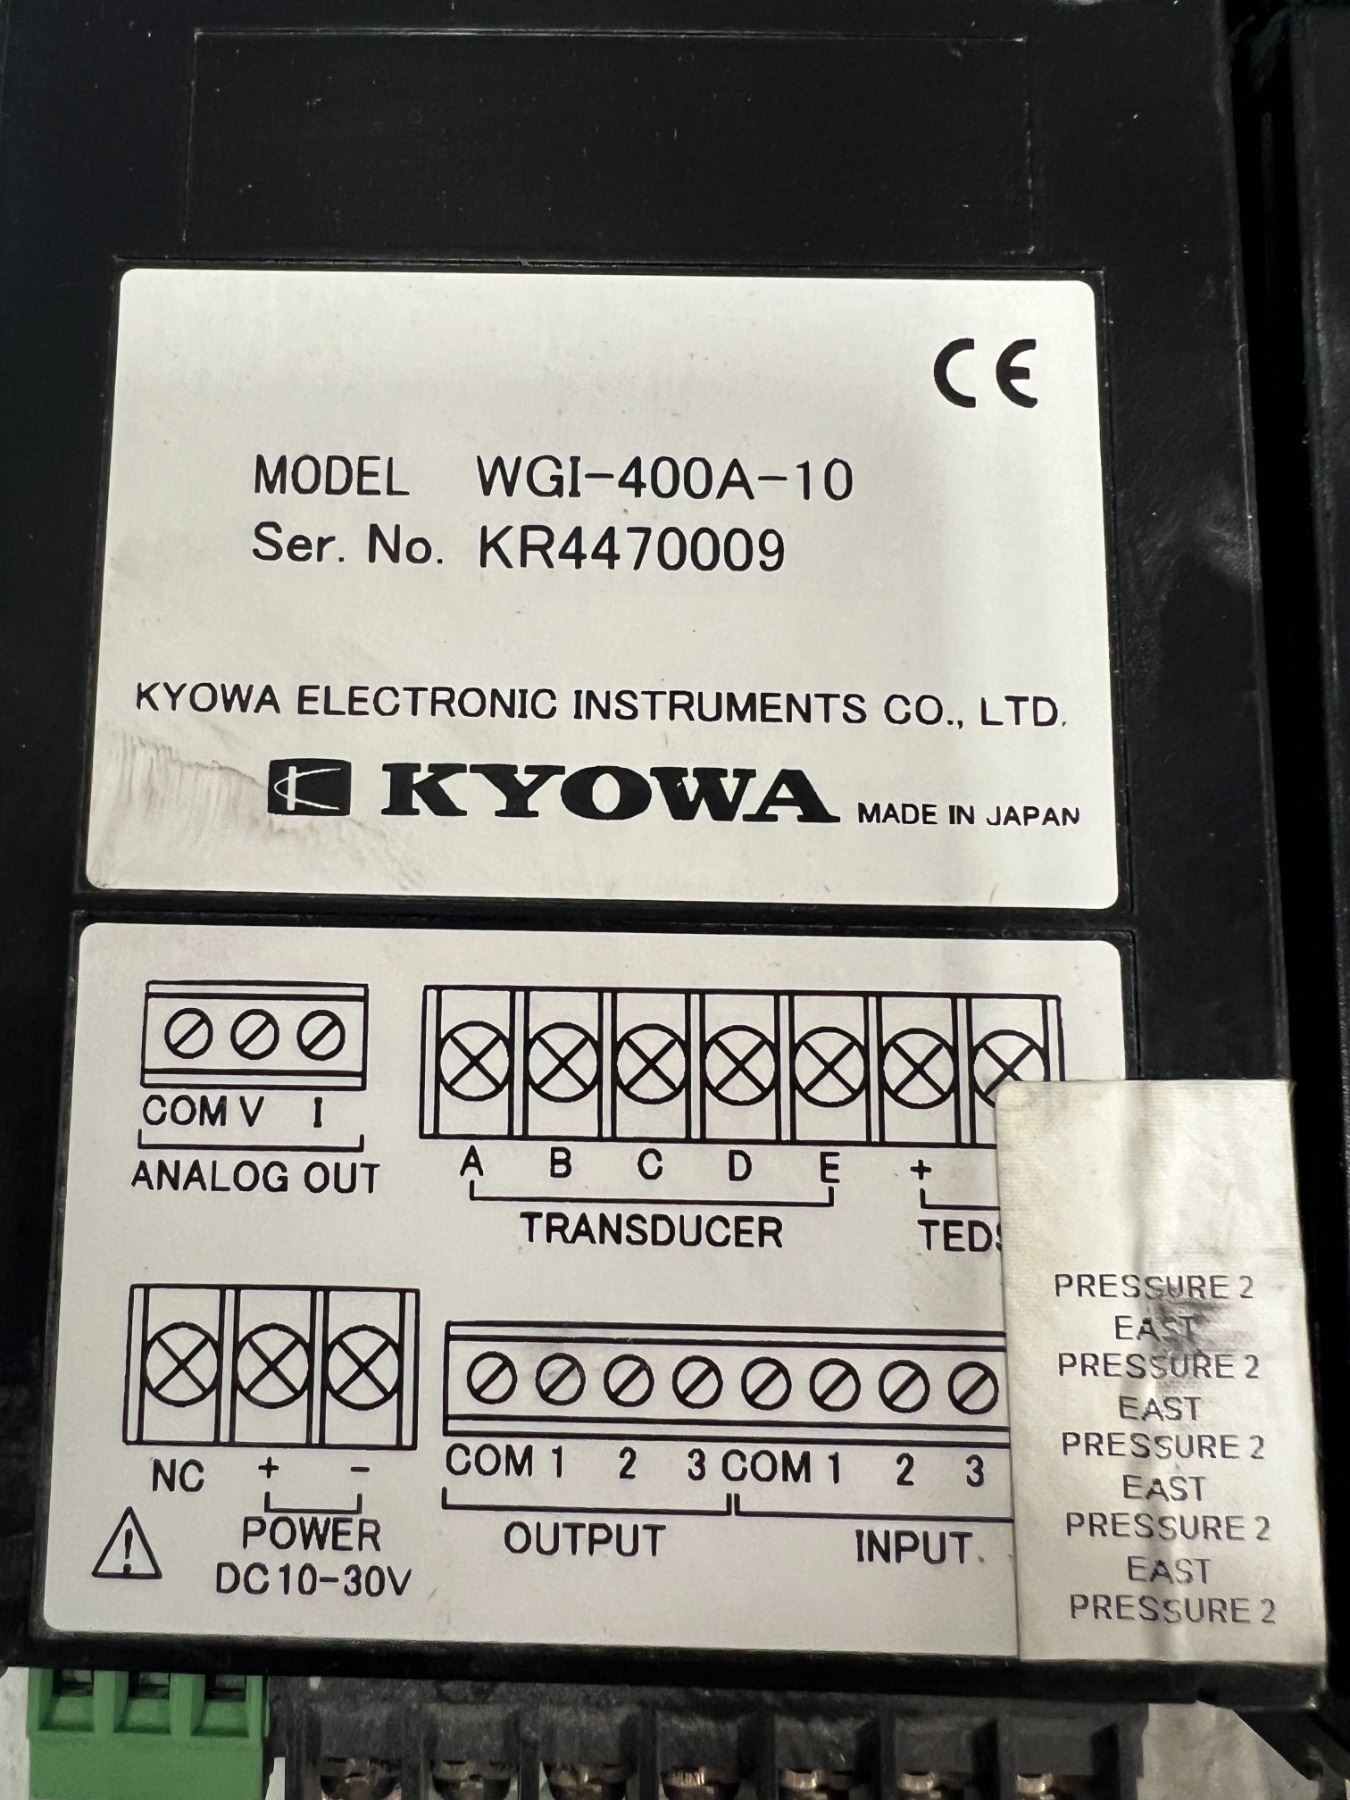 CE
MODEL WGI-400A-10
Ser. No. KR4470009
KYOWA ELECTRONIC INSTRUMENTS CO., LTD.
K KYOWA MADE IN JAPAN
COM V I
ANALOG OUT
A B C D E +
TRANSDUCER
NC + -
POWER
DC10-30V
COM 1 2 3 COM 1 2 3
OUTPUT INPUT
PRESSURE 2
EAST
PRESSURE 2
EAST
PRESSURE 2
EAST
PRESSURE 2
EAST
PRESSURE 2